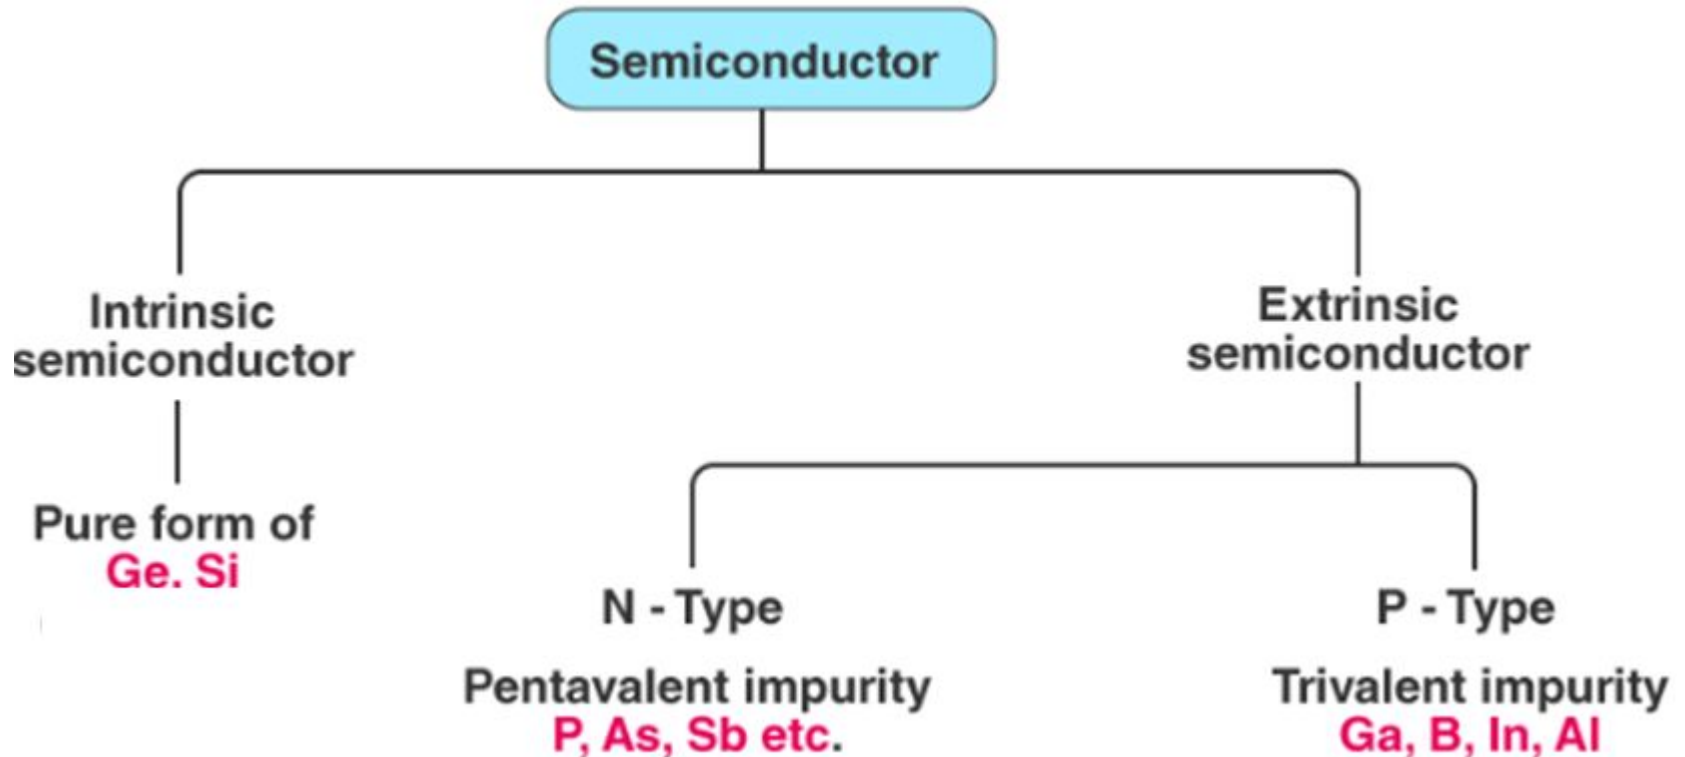 Semiconductor
Intrinsic
semiconductor
Extrinsic
semiconductor
Pure form of
Ge. Si
N - Type
Pentavalent impurity
P, As, Sb etc.
P - Type
Trivalent impurity
Ga, B, In, Al